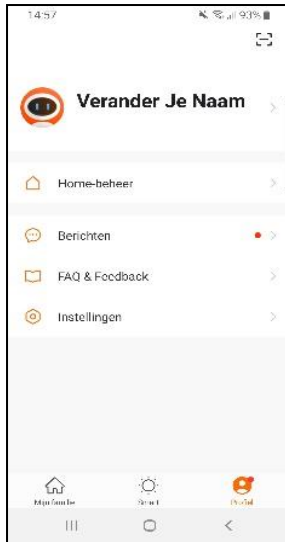 14:57
93%
Verander Je Naam
Home-beheer
Berichten
FAQ & Feedback
Instellingen
Mijn familie
Smart
Profiel